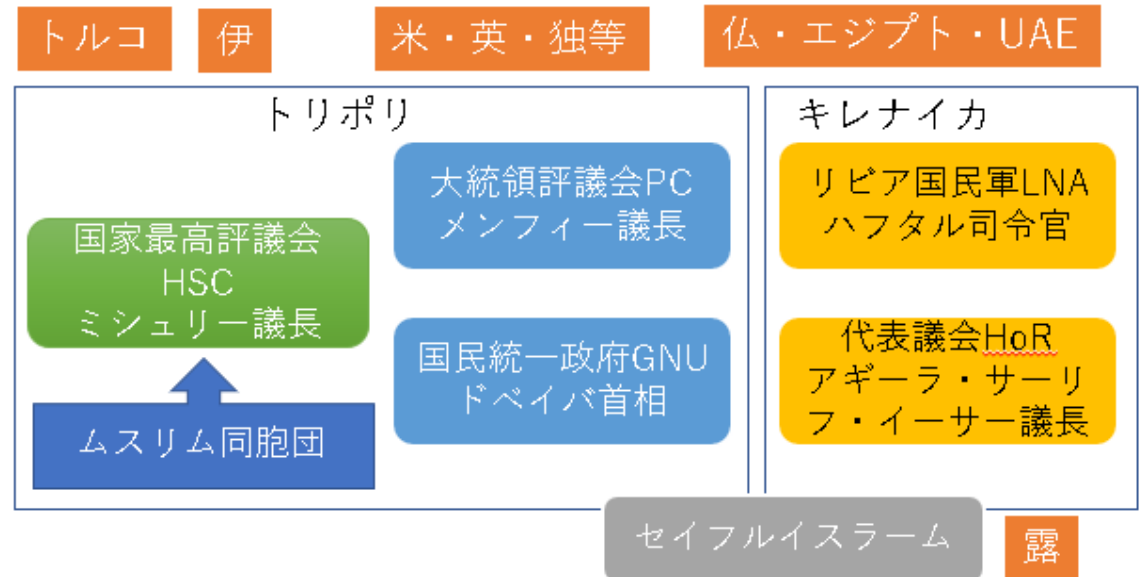 トルコ
伊
米・英・独等
仏・エジプト・UAE
トリポリ
キレナイカ
大統領評議会PC
メンフィー議長
リビア国民軍LNA
ハフタル司令官
国家最高評議会
HSC
ミシュリー議長
国民統一政府GNU
ドベイバ首相
代表議会HoR
アギーラ・サーリ
フ・イーサー議長
ムスリム同胞団
セイフルイスラーム
露